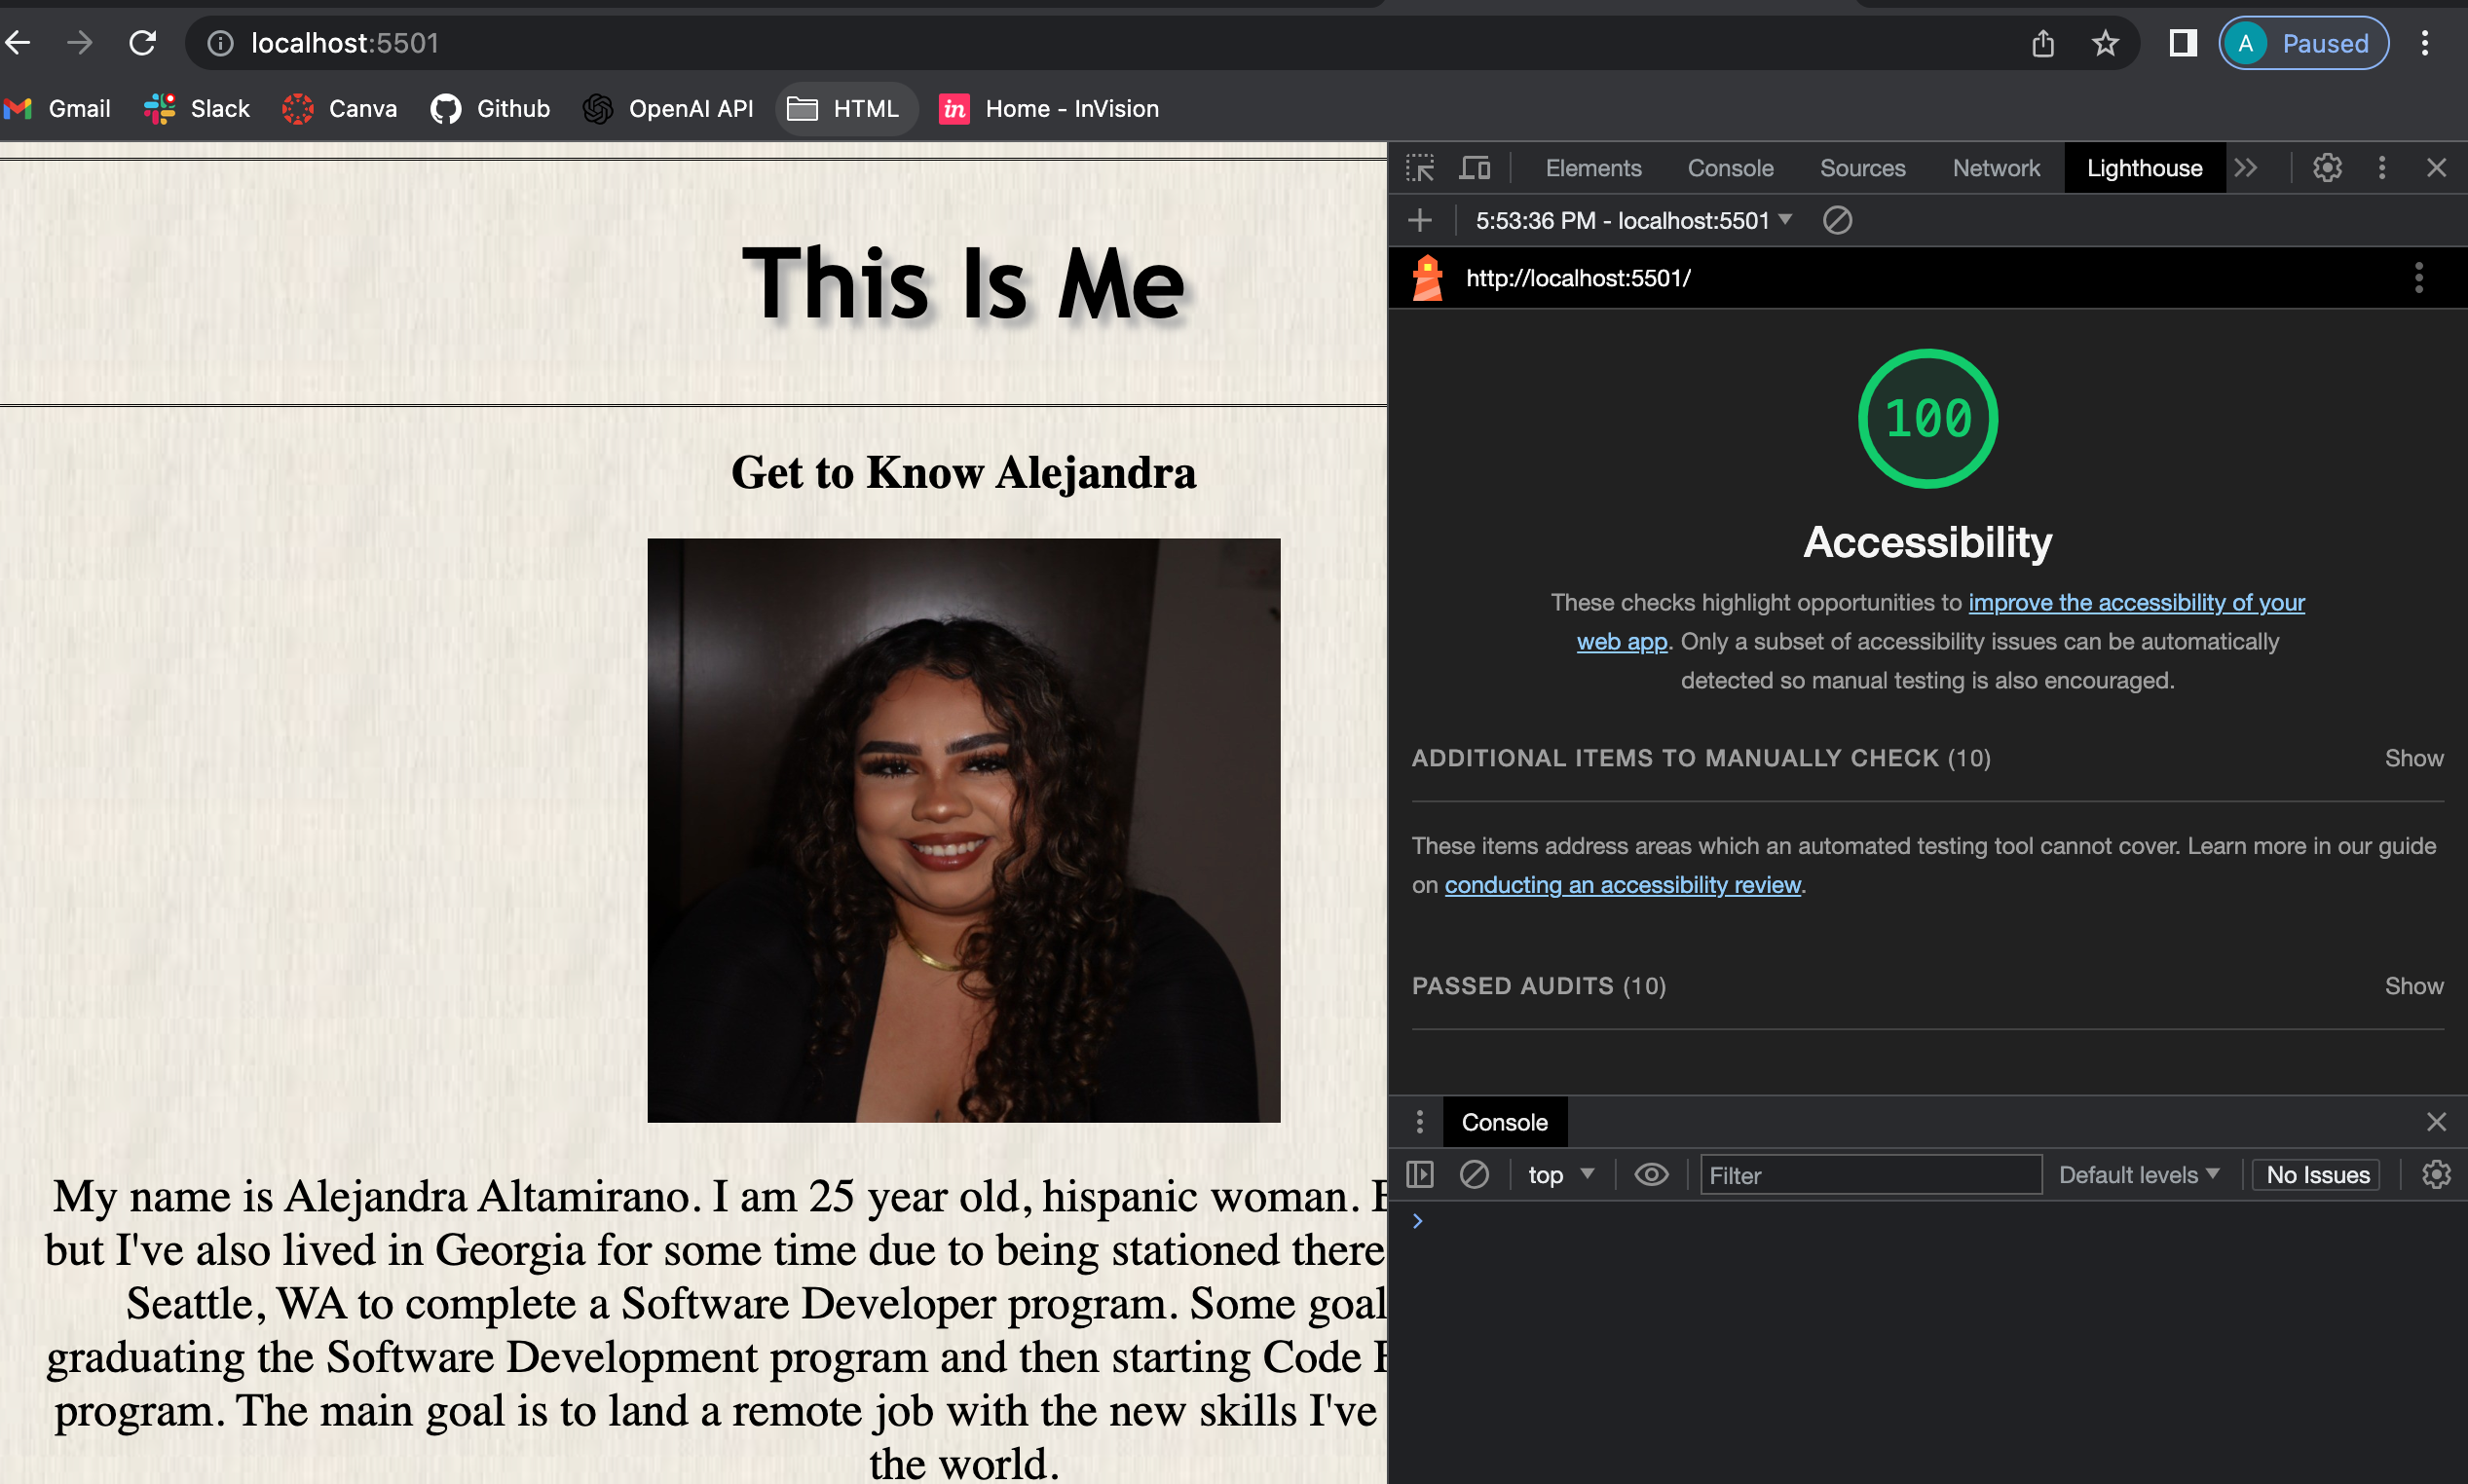 localhost:5501
A Paused
Gmail Slack Canva Github OpenAI API HTML in Home - InVision
This Is Me
Get to Know Alejandra
My name is Alejandra Altamirano. I am 25 year old, hispanic woman.
but I've also lived in Georgia for some time due to being stationed there
Seattle, WA to complete a Software Developer program. Some goal
graduating the Software Development program and then starting Code
program. The main goal is to land a remote job with the new skills I've
the world.
Elements Console Sources Network Lighthouse
5:53:36 PM - localhost:5501
http://localhost:5501/
100
Accessibility
These checks highlight opportunities to improve the accessibility of your
web app. Only a subset of accessibility issues can be automatically
detected so manual testing is also encouraged.
ADDITIONAL ITEMS TO MANUALLY CHECK (10) Show
These items address areas which an automated testing tool cannot cover. Learn more in our guide
on conducting an accessibility review.
PASSED AUDITS (10) Show
Console
top Filter Default levels No Issues